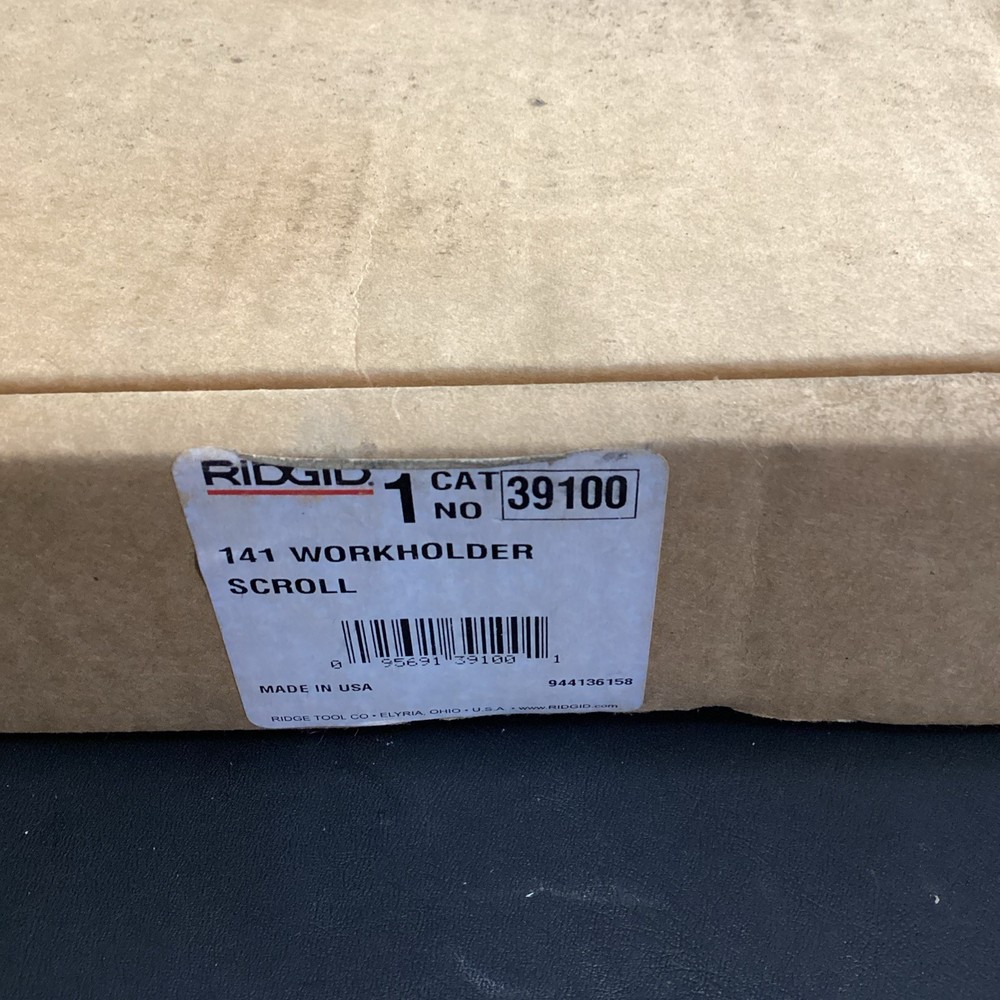 RIDGID. 1 CAT NO 39100
141 WORKHOLDER
SCROLL
0 95691 39100 1
MADE IN USA 944136158
RIDGE TOOL CO • ELYRIA, OHIO • U.S.A. • www.RIDGID.com